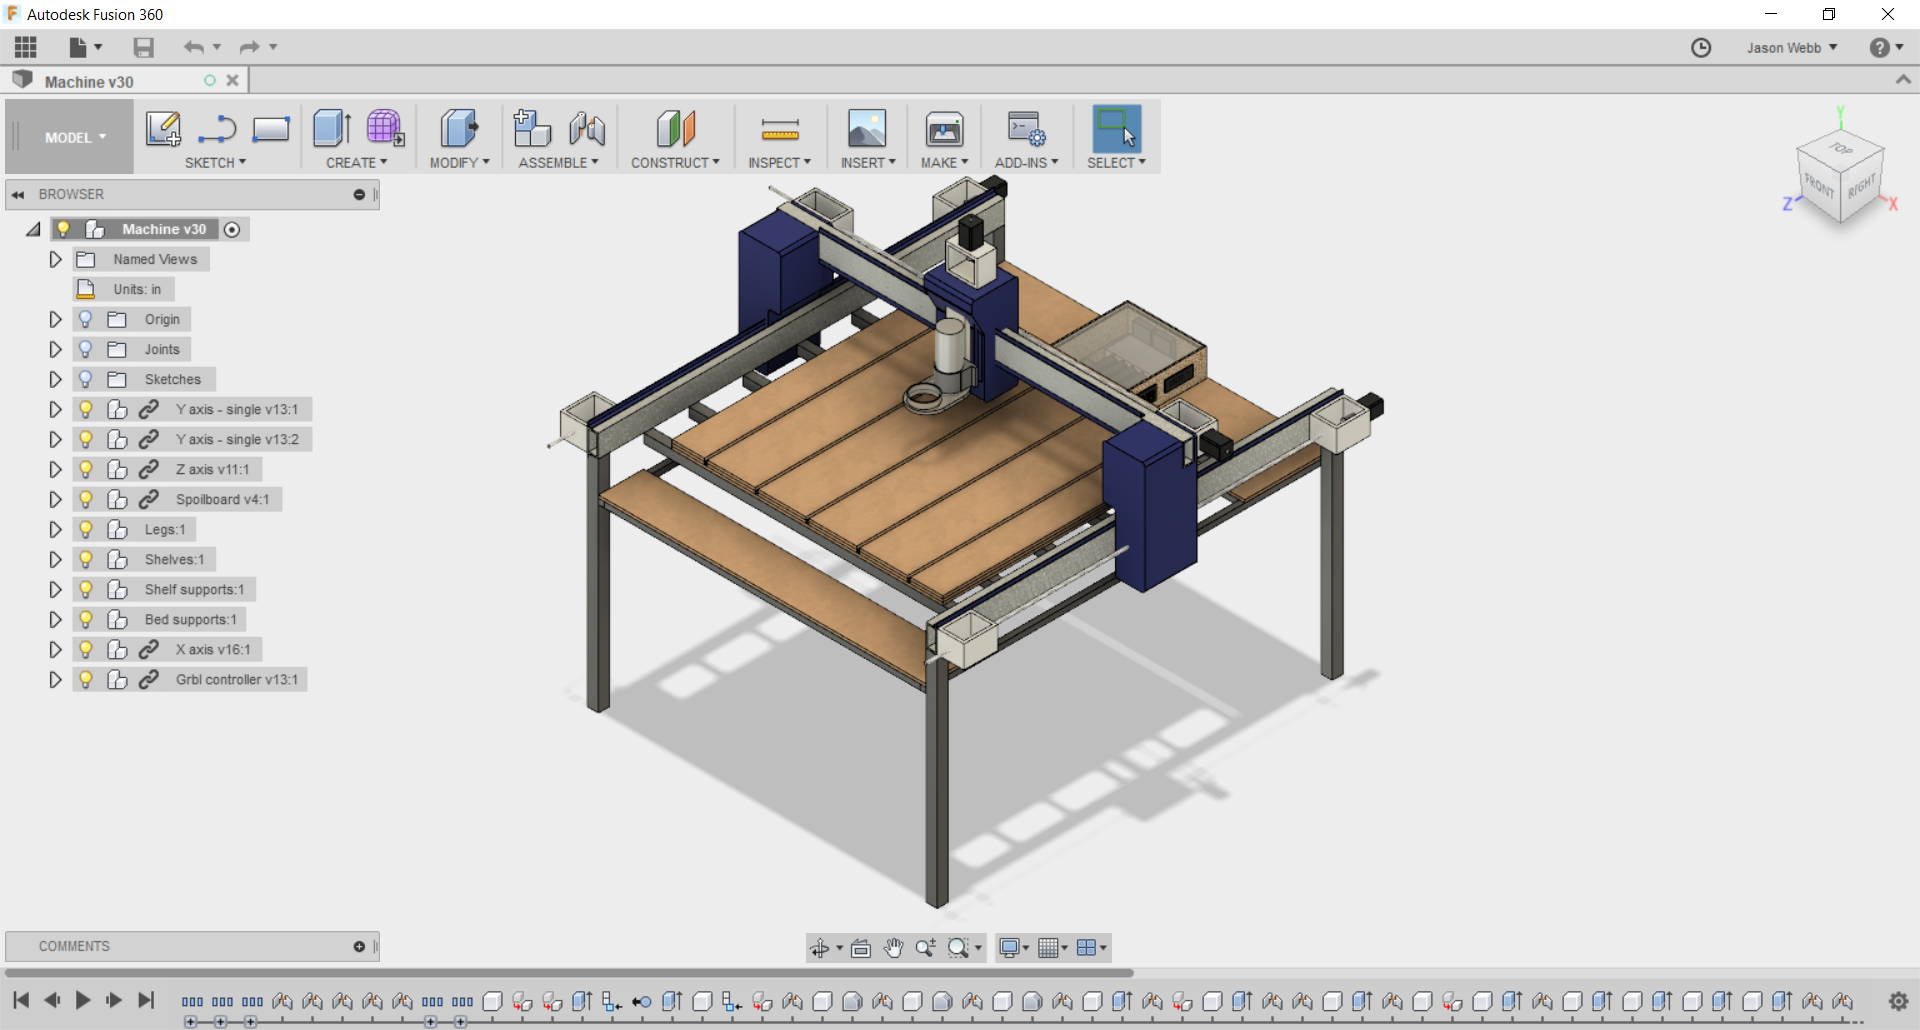 Autodesk Fusion 360
Jason Webb
Machine v30
MODEL
SKETCH
CREATE
MODIFY
ASSEMBLE
CONSTRUCT
INSPECT
INSERT
MAKE
ADD-INS
SELECT
Y
TOP
FRONT
RIGHT
Z
X
BROWSER
Machine v30
Named Views
Units: in
Origin
Joints
Sketches
Y axis - single v13:1
Y axis - single v13:2
Z axis v11:1
Spoilboard v4:1
Legs:1
Shelves:1
Shelf supports:1
Bed supports:1
X axis v16:1
Grbl controller v13:1
COMMENTS